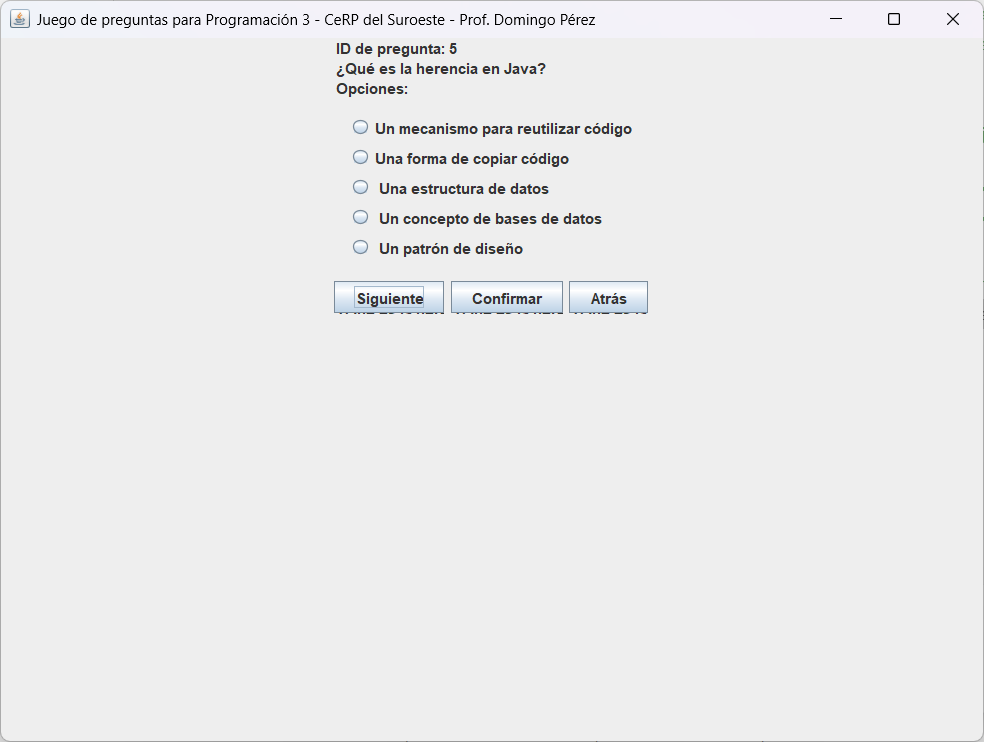 Juego de preguntas para Programación 3 - CeRP del Suroeste - Prof. Domingo Pérez
ID de pregunta: 5
¿Qué es la herencia en Java?
Opciones:
Un mecanismo para reutilizar código
Una forma de copiar código
Una estructura de datos
Un concepto de bases de datos
Un patrón de diseño
Siguiente Confirmar Atrás